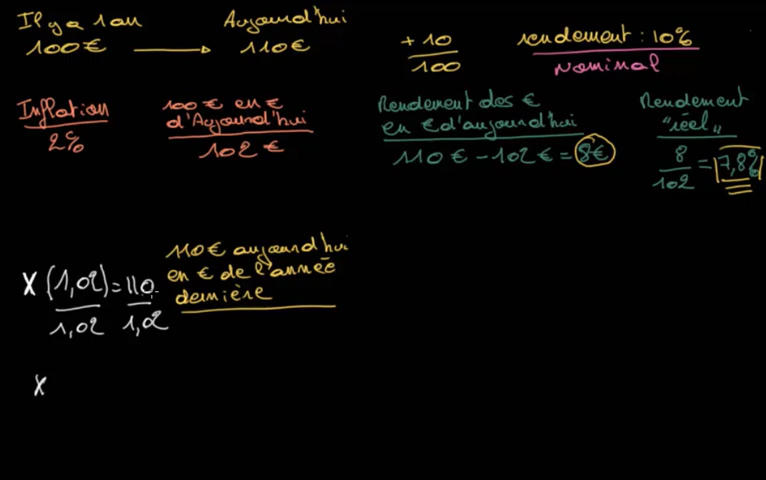 Il y a 1 an
100€ → 110€
Aujourd'hui
+10
100
rendement : 10%
nominal
Inflation
2%
100 € en €
d'Aujourd'hui
102 €
Rendement des €
en € d'aujourd'hui
110 € - 102 € = 8€
Rendement
"réel"
8
102
= 7,8%
X (1,02) = 110
1,02 1,02
110 € aujourd'hui
en € de l'année
dernière
X